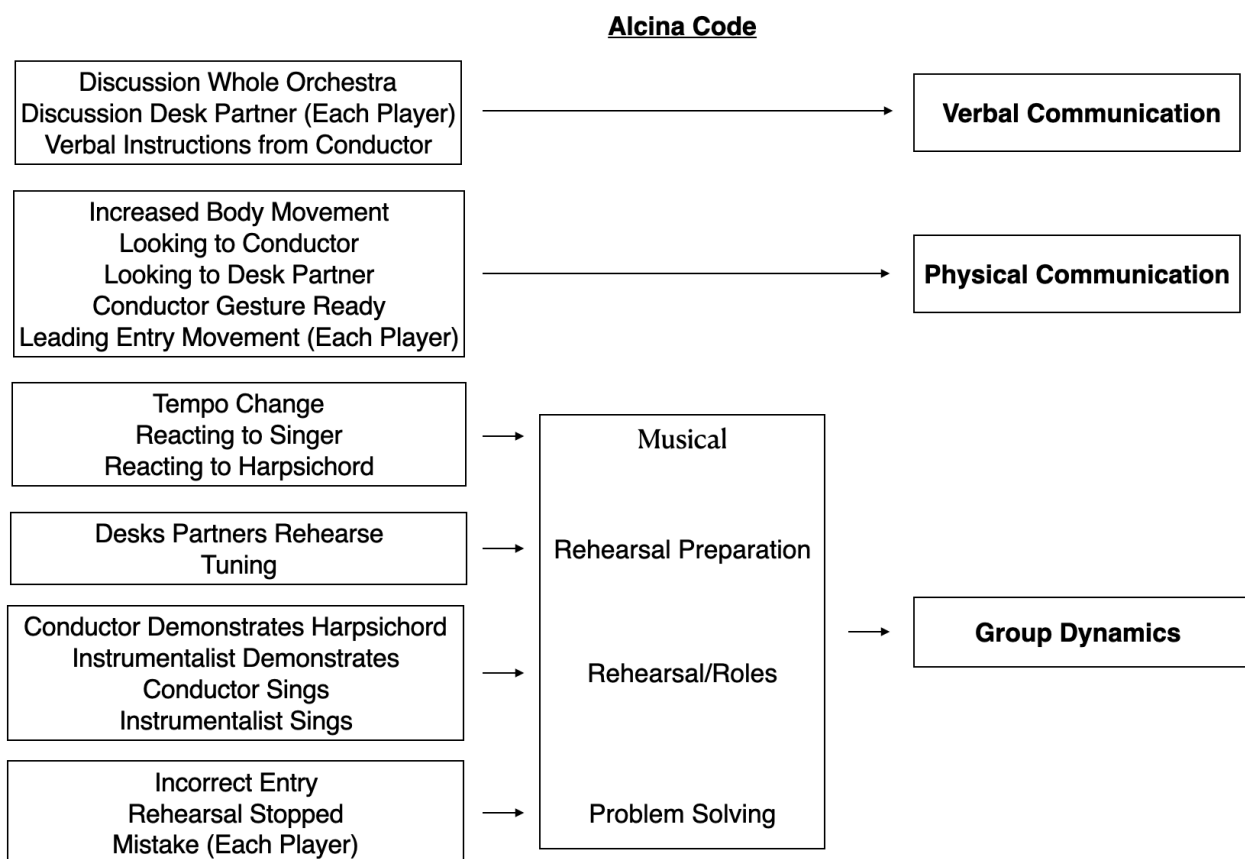 Alcina Code
Discussion Whole Orchestra
Discussion Desk Partner (Each Player)
Verbal Instructions from Conductor
Verbal Communication
Increased Body Movement
Looking to Conductor
Looking to Desk Partner
Conductor Gesture Ready
Leading Entry Movement (Each Player)
Physical Communication
Tempo Change
Reacting to Singer
Reacting to Harpsichord
Musical
Desks Partners Rehearse
Tuning
Rehearsal Preparation
Conductor Demonstrates Harpsichord
Instrumentalist Demonstrates
Conductor Sings
Instrumentalist Sings
Rehearsal/Roles
Group Dynamics
Incorrect Entry
Rehearsal Stopped
Mistake (Each Player)
Problem Solving